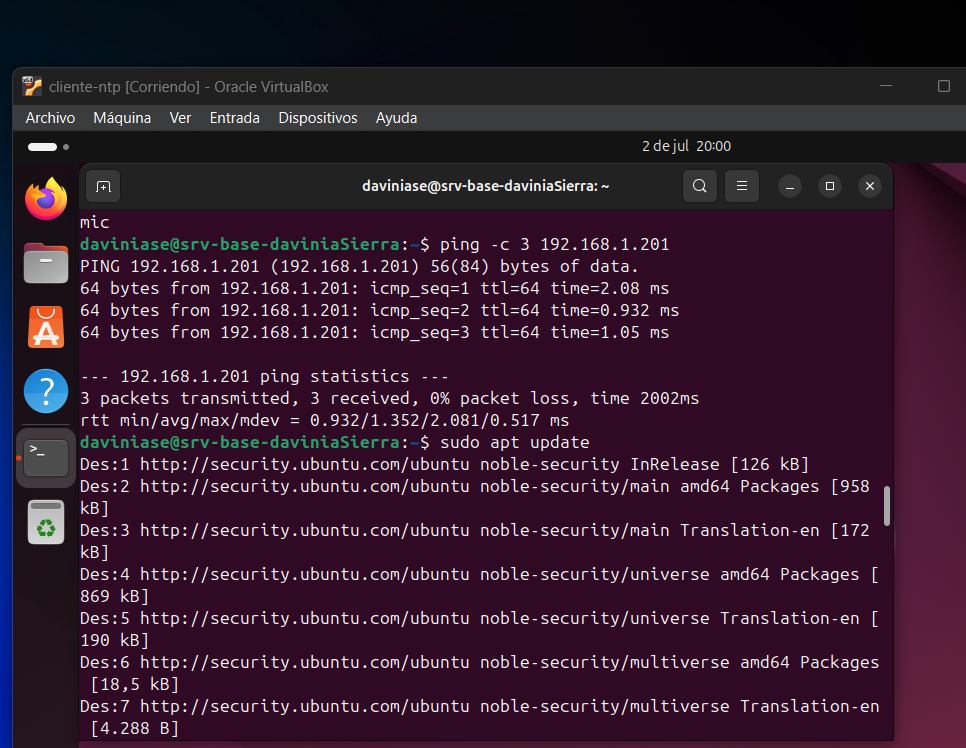 cliente-ntp [Corriendo] - Oracle VirtualBox
Archivo Máquina Ver Entrada Dispositivos Ayuda
2 de jul 20:00
daviniase@srv-base-daviniaSierra: ~
mic
daviniase@srv-base-daviniaSierra:~$ ping -c 3 192.168.1.201
PING 192.168.1.201 (192.168.1.201) 56(84) bytes of data.
64 bytes from 192.168.1.201: icmp_seq=1 ttl=64 time=2.08 ms
64 bytes from 192.168.1.201: icmp_seq=2 ttl=64 time=0.932 ms
64 bytes from 192.168.1.201: icmp_seq=3 ttl=64 time=1.05 ms
--- 192.168.1.201 ping statistics ---
3 packets transmitted, 3 received, 0% packet loss, time 2002ms
rtt min/avg/max/mdev = 0.932/1.352/2.081/0.517 ms
daviniase@srv-base-daviniaSierra:~$ sudo apt update
Des:1 http://security.ubuntu.com/ubuntu noble-security InRelease [126 kB]
Des:2 http://security.ubuntu.com/ubuntu noble-security/main amd64 Packages [958
kB]
Des:3 http://security.ubuntu.com/ubuntu noble-security/main Translation-en [172
kB]
Des:4 http://security.ubuntu.com/ubuntu noble-security/universe amd64 Packages [
869 kB]
Des:5 http://security.ubuntu.com/ubuntu noble-security/universe Translation-en [
190 kB]
Des:6 http://security.ubuntu.com/ubuntu noble-security/multiverse amd64 Packages
[18,5 kB]
Des:7 http://security.ubuntu.com/ubuntu noble-security/multiverse Translation-en
[4.288 B]